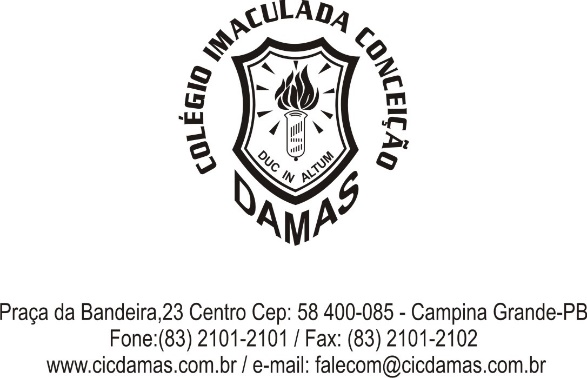 COLÉGIO IMACULADA CONCEIÇÃO
DUC IN ALTUM
DAMAS
Praça da Bandeira,23 Centro Cep: 58 400-085 - Campina Grande-PB
Fone:(83) 2101-2101 / Fax: (83) 2101-2102
www.cicdamas.com.br / e-mail: falecom@cicdamas.com.br